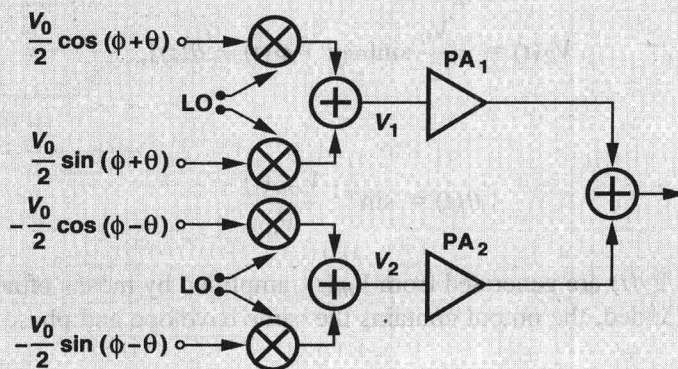 V₀/2 cos (ϕ+θ)
LO
V₀/2 sin (ϕ+θ)
V₁
PA₁
−V₀/2 cos (ϕ−θ)
LO
−V₀/2 sin (ϕ−θ)
V₂
PA₂